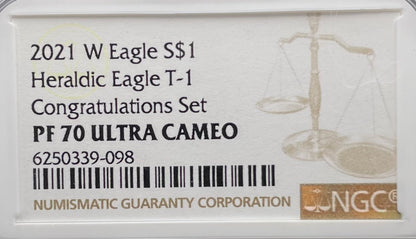 2021 W Eagle S$1
Heraldic Eagle T-1
Congratulations Set
PF 70 ULTRA CAMEO
6250339-098
NUMISMATIC GUARANTY CORPORATION
NGC®